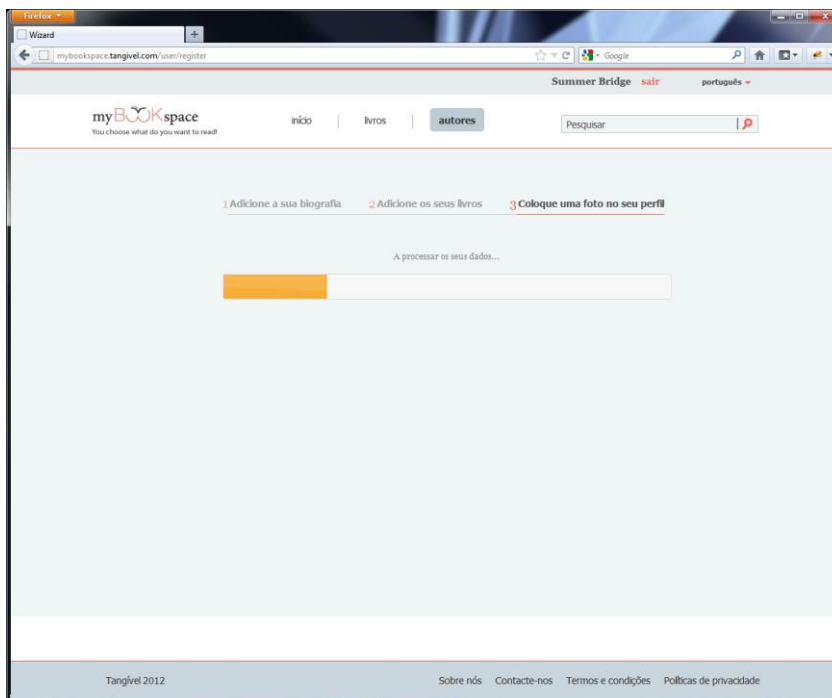 Firefox
Wizard
mybookspace.tangivel.com/user/register
Google
Summer Bridge sair português
myBOOKspace
You choose what do you want to read!
início livros autores
Pesquisar
1 Adicione a sua biografia 2 Adicione os seus livros 3 Coloque uma foto no seu perfil
A processar os seus dados...
Tangível 2012 Sobre nós Contacte-nos Termos e condições Políticas de privacidade